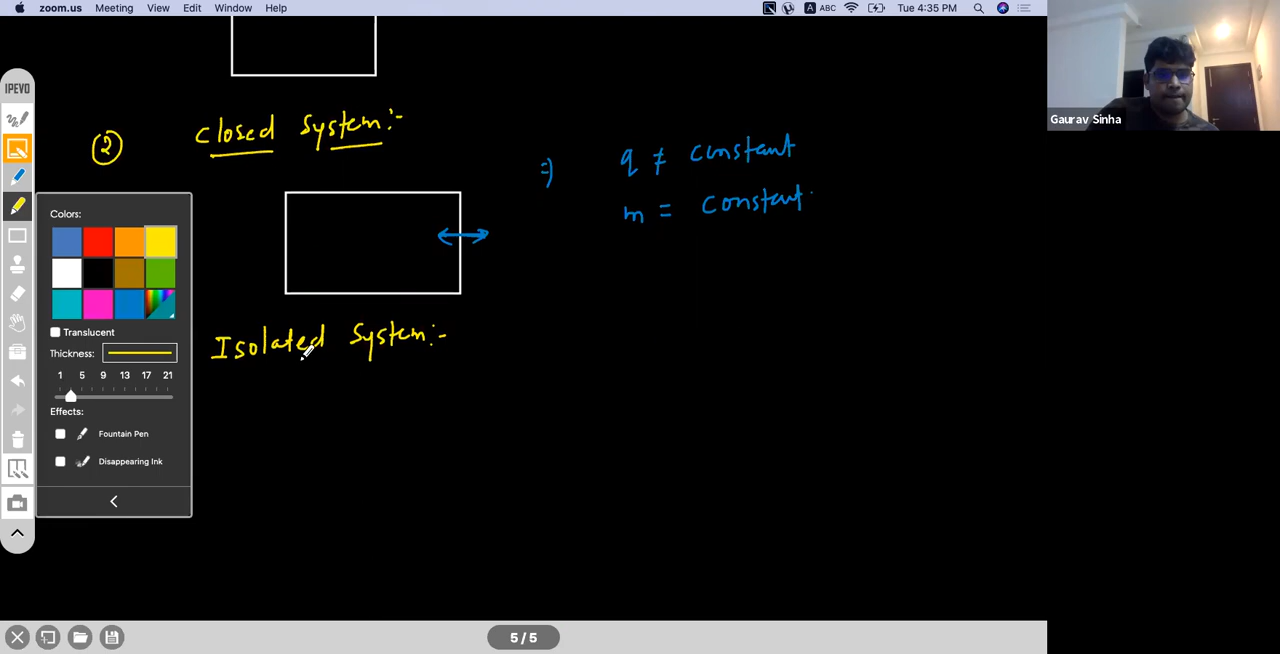 zoom.us Meeting View Edit Window Help A ABC Tue 4:35 PM
IPEVO
Gaurav Sinha
② Closed System:-
⇒ q ≠ constant
m = constant
Colors:
Translucent
Thickness:
1 5 9 13 17 21
Effects:
Fountain Pen
Disappearing Ink
Isolated System:-
5 / 5